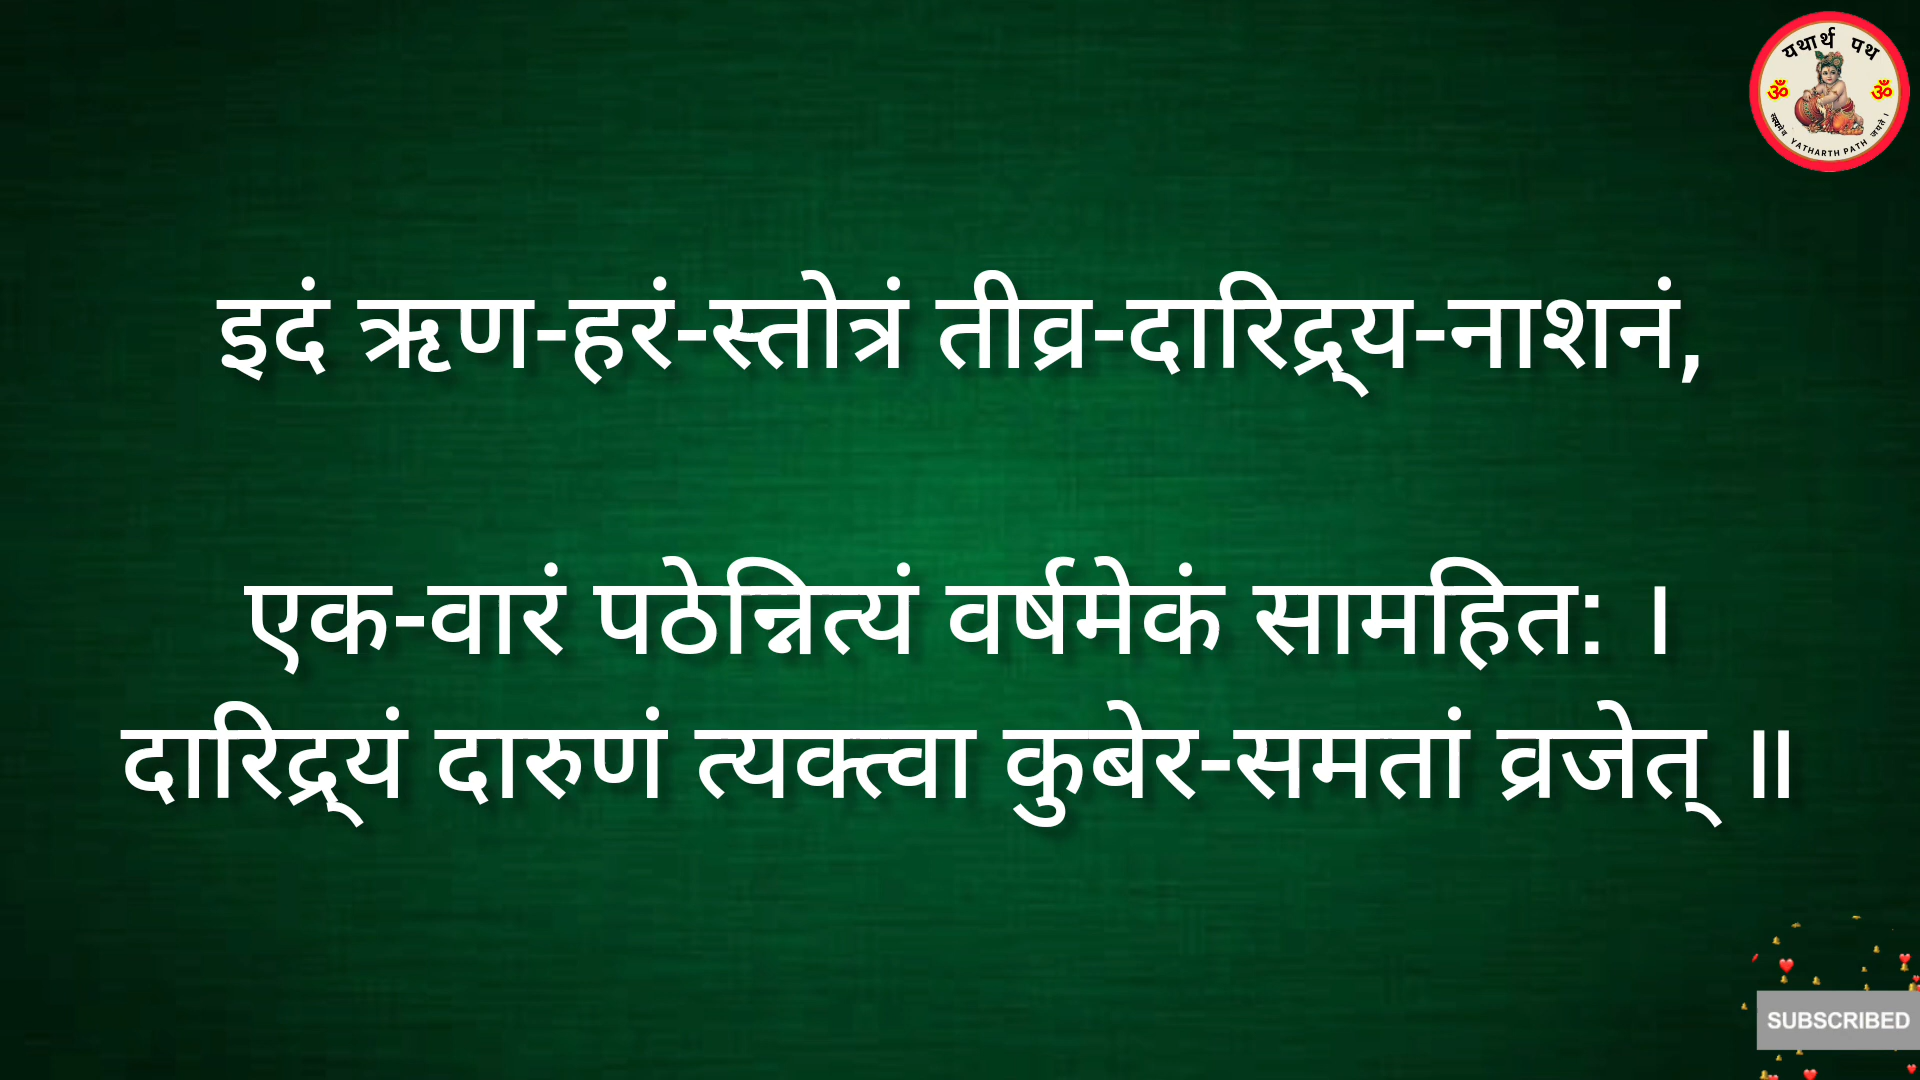 यथार्थ पथ
ॐ ॐ
YATHARTH PATH
इदं ऋण-हरं-स्तोत्रं तीव्र-दारिद्र्य-नाशनं,
एक-वारं पठेन्नित्यं वर्षमेकं सामहित: ।
दारिद्र्यं दारुणं त्यक्त्वा कुबेर-समतां व्रजेत् ॥
SUBSCRIBED